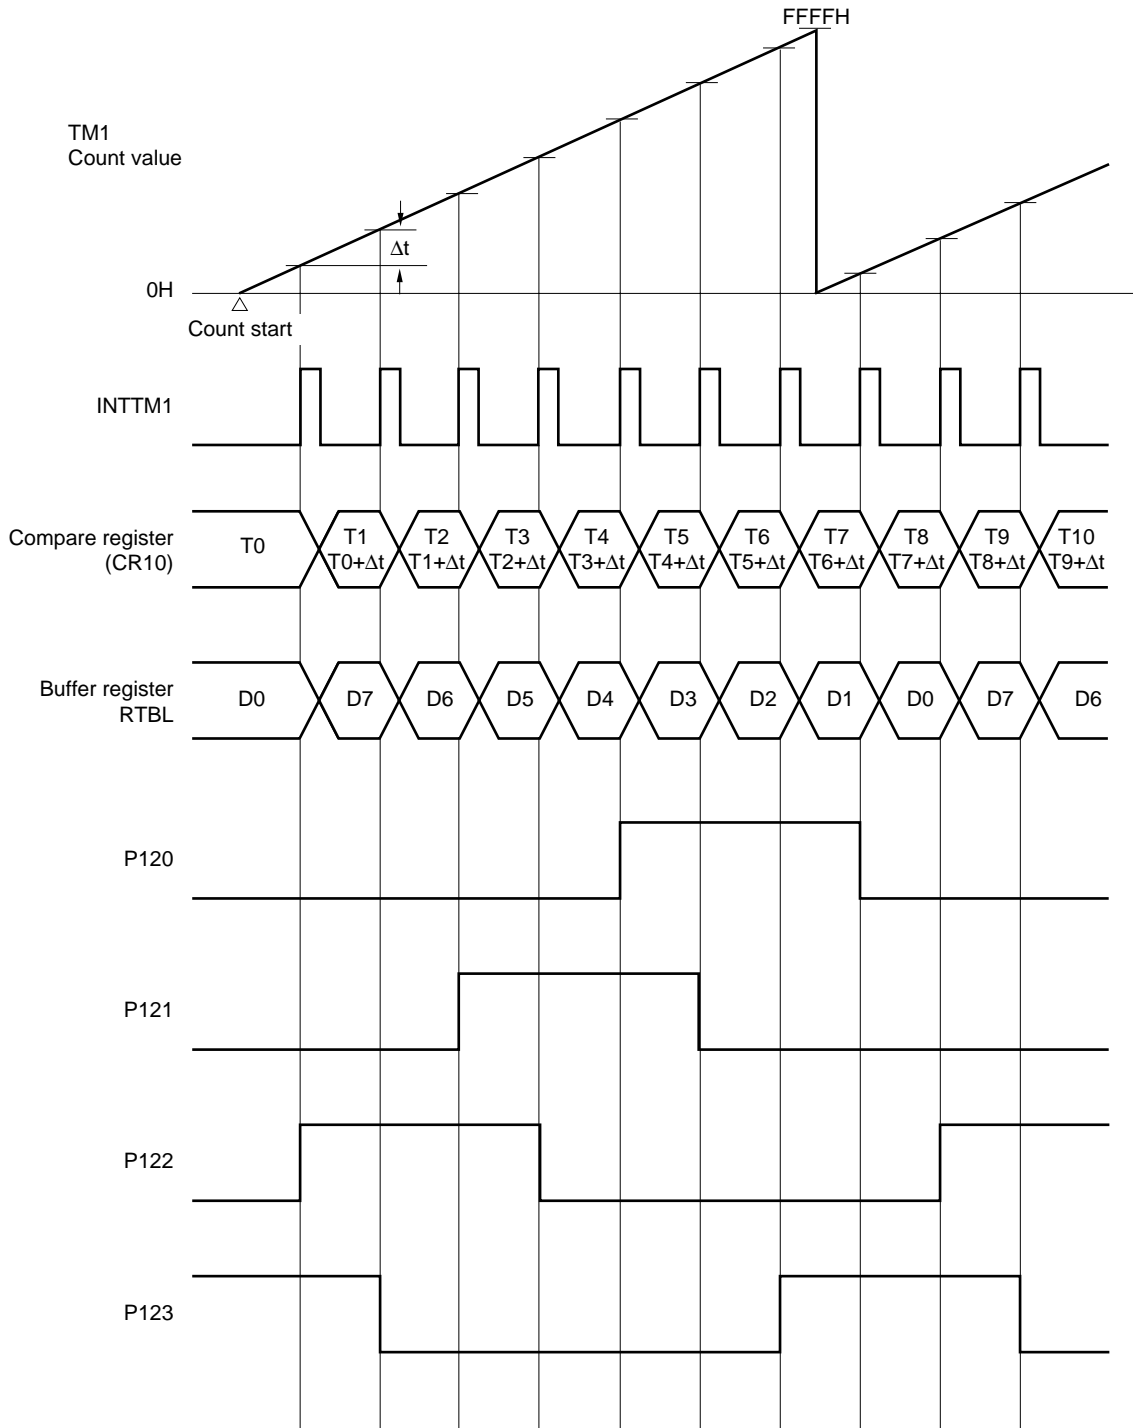 FFFFH
TM1
Count value
Δt
0H
Count start
INTTM1
Compare register
(CR10)
T0
T1
T0+Δt
T2
T1+Δt
T3
T2+Δt
T4
T3+Δt
T5
T4+Δt
T6
T5+Δt
T7
T6+Δt
T8
T7+Δt
T9
T8+Δt
T10
T9+Δt
Buffer register
RTBL
D0
D7
D6
D5
D4
D3
D2
D1
D0
D7
D6
P120
P121
P122
P123